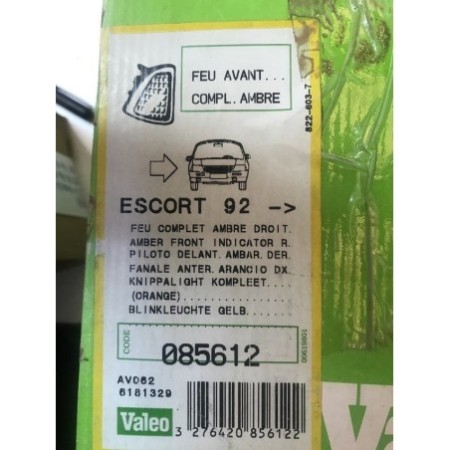 FEU AVANT...
COMPL.AMBRE
822-603-7
ESCORT 92 ->
FEU COMPLET AMBRE DROIT.
AMBER FRONT INDICATOR R.
PILOTO DELANT. AMBAR. DER.
FANALE ANTER. ARANCIO DX.
KNIPPALIGHT KOMPLEET....
(ORANGE)................
BLINKLEUCHTE GELB.......
CODE
085612
AV062
6181329
Valeo
3 276420 856122
Va